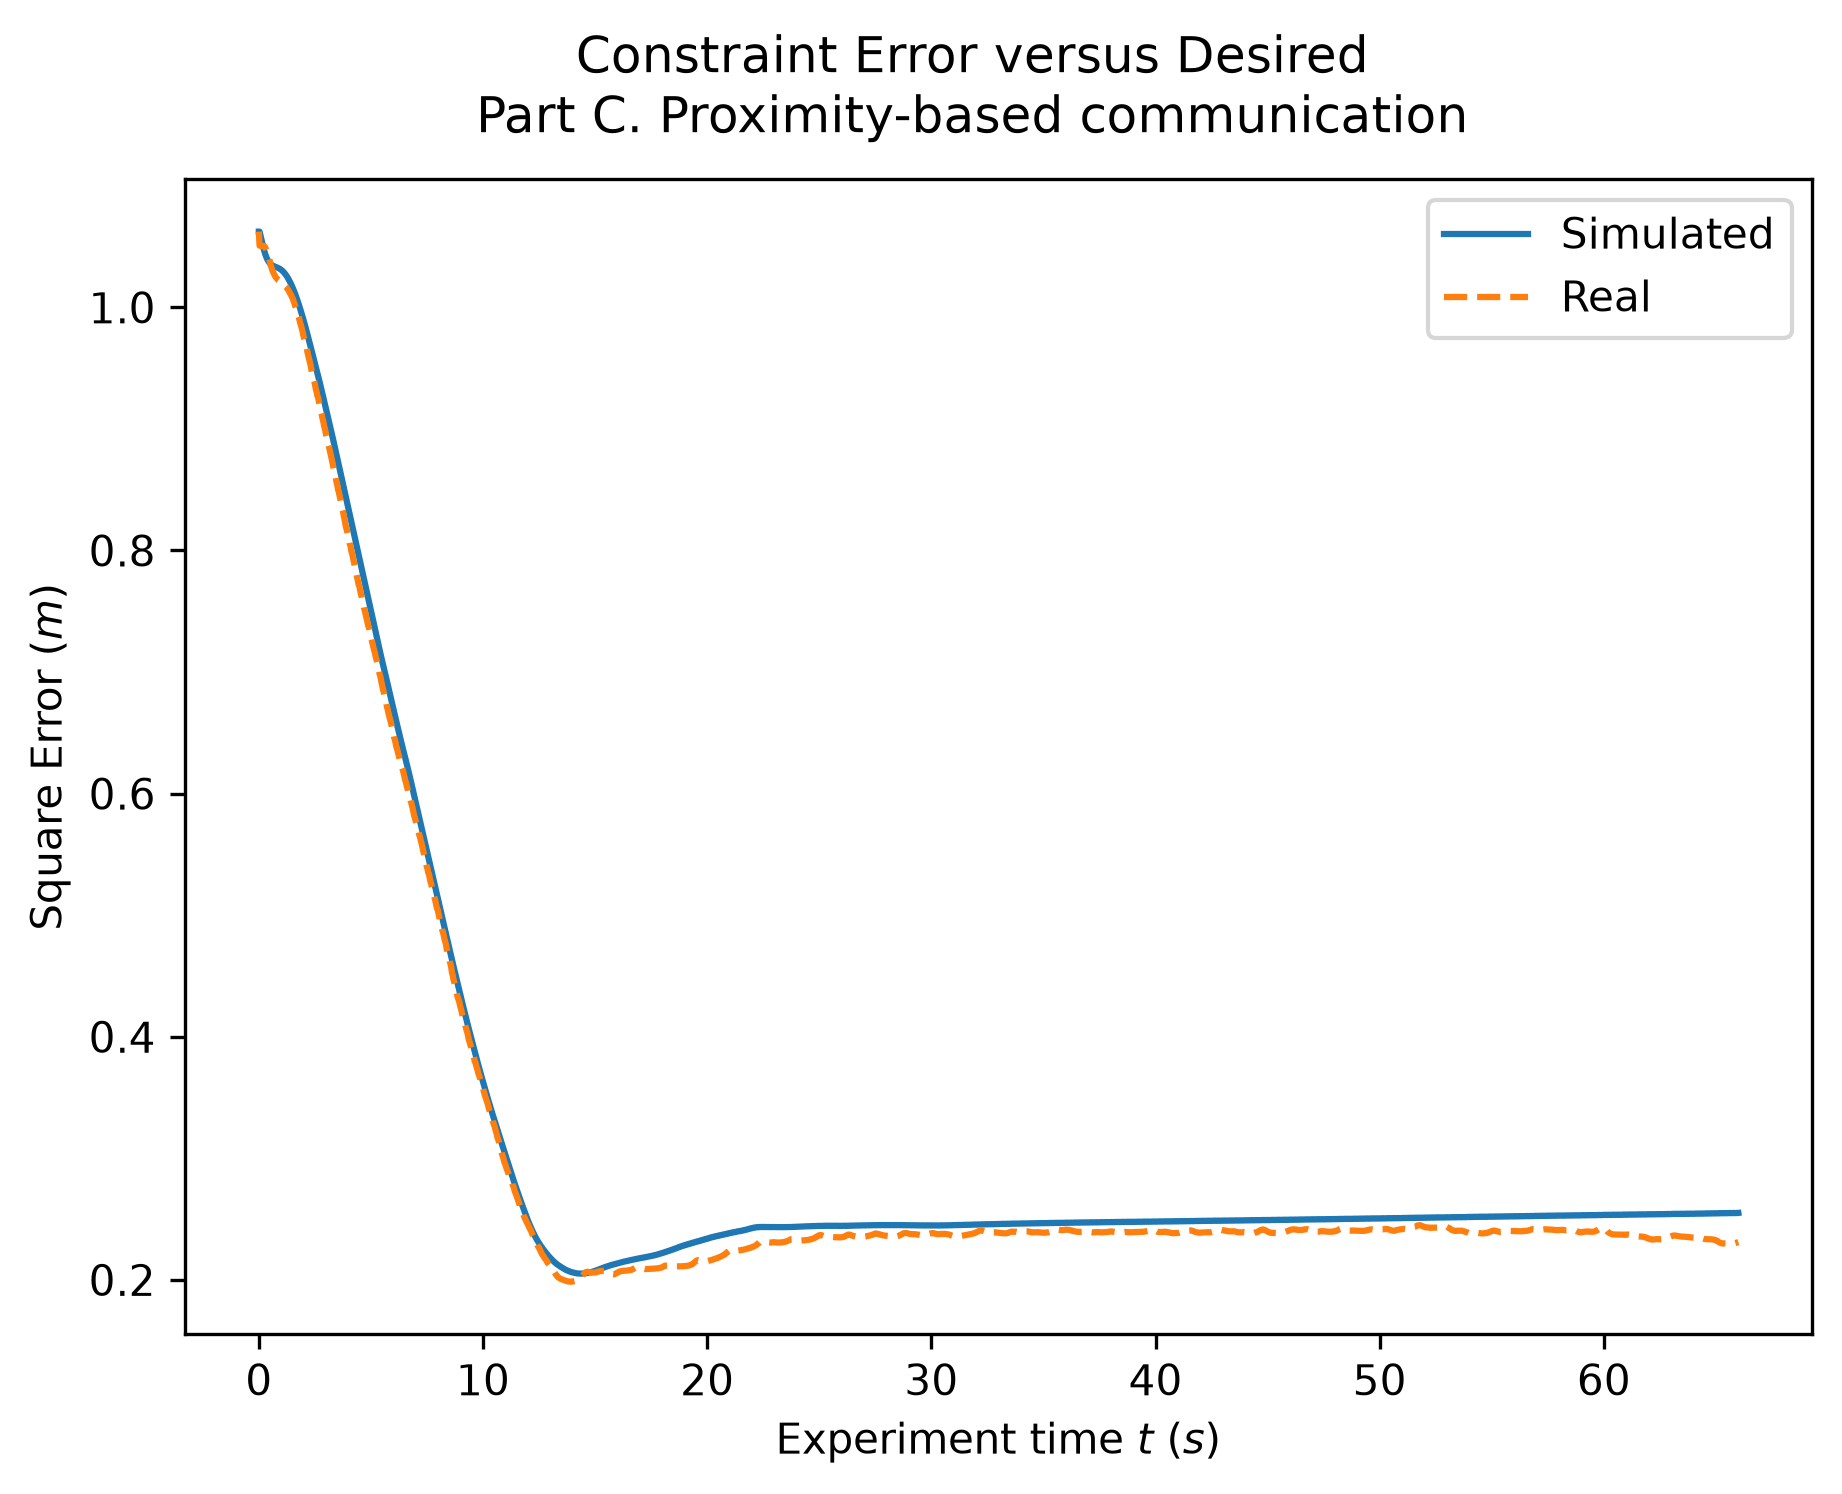 Constraint Error versus Desired
Part C. Proximity-based communication
Simulated
Real
1.0
0.8
0.6
0.4
0.2
Square Error (m)
0 10 20 30 40 50 60
Experiment time t (s)